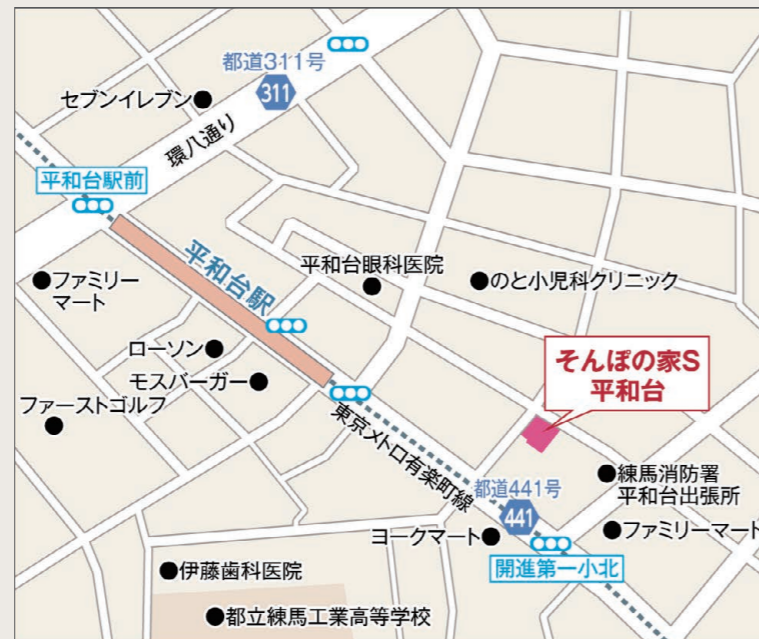 都道311号
311
セブンイレブン
環八通り
平和台駅前
平和台駅
平和台眼科医院
のと小児科クリニック
ファミリー
マート
ローソン
モスバーガー
ファーストゴルフ
そんぽの家S
平和台
東京メトロ有楽町線
都道441号
441
練馬消防署
平和台出張所
ヨークマート
ファミリーマート
開進第一小北
伊藤歯科医院
都立練馬工業高等学校